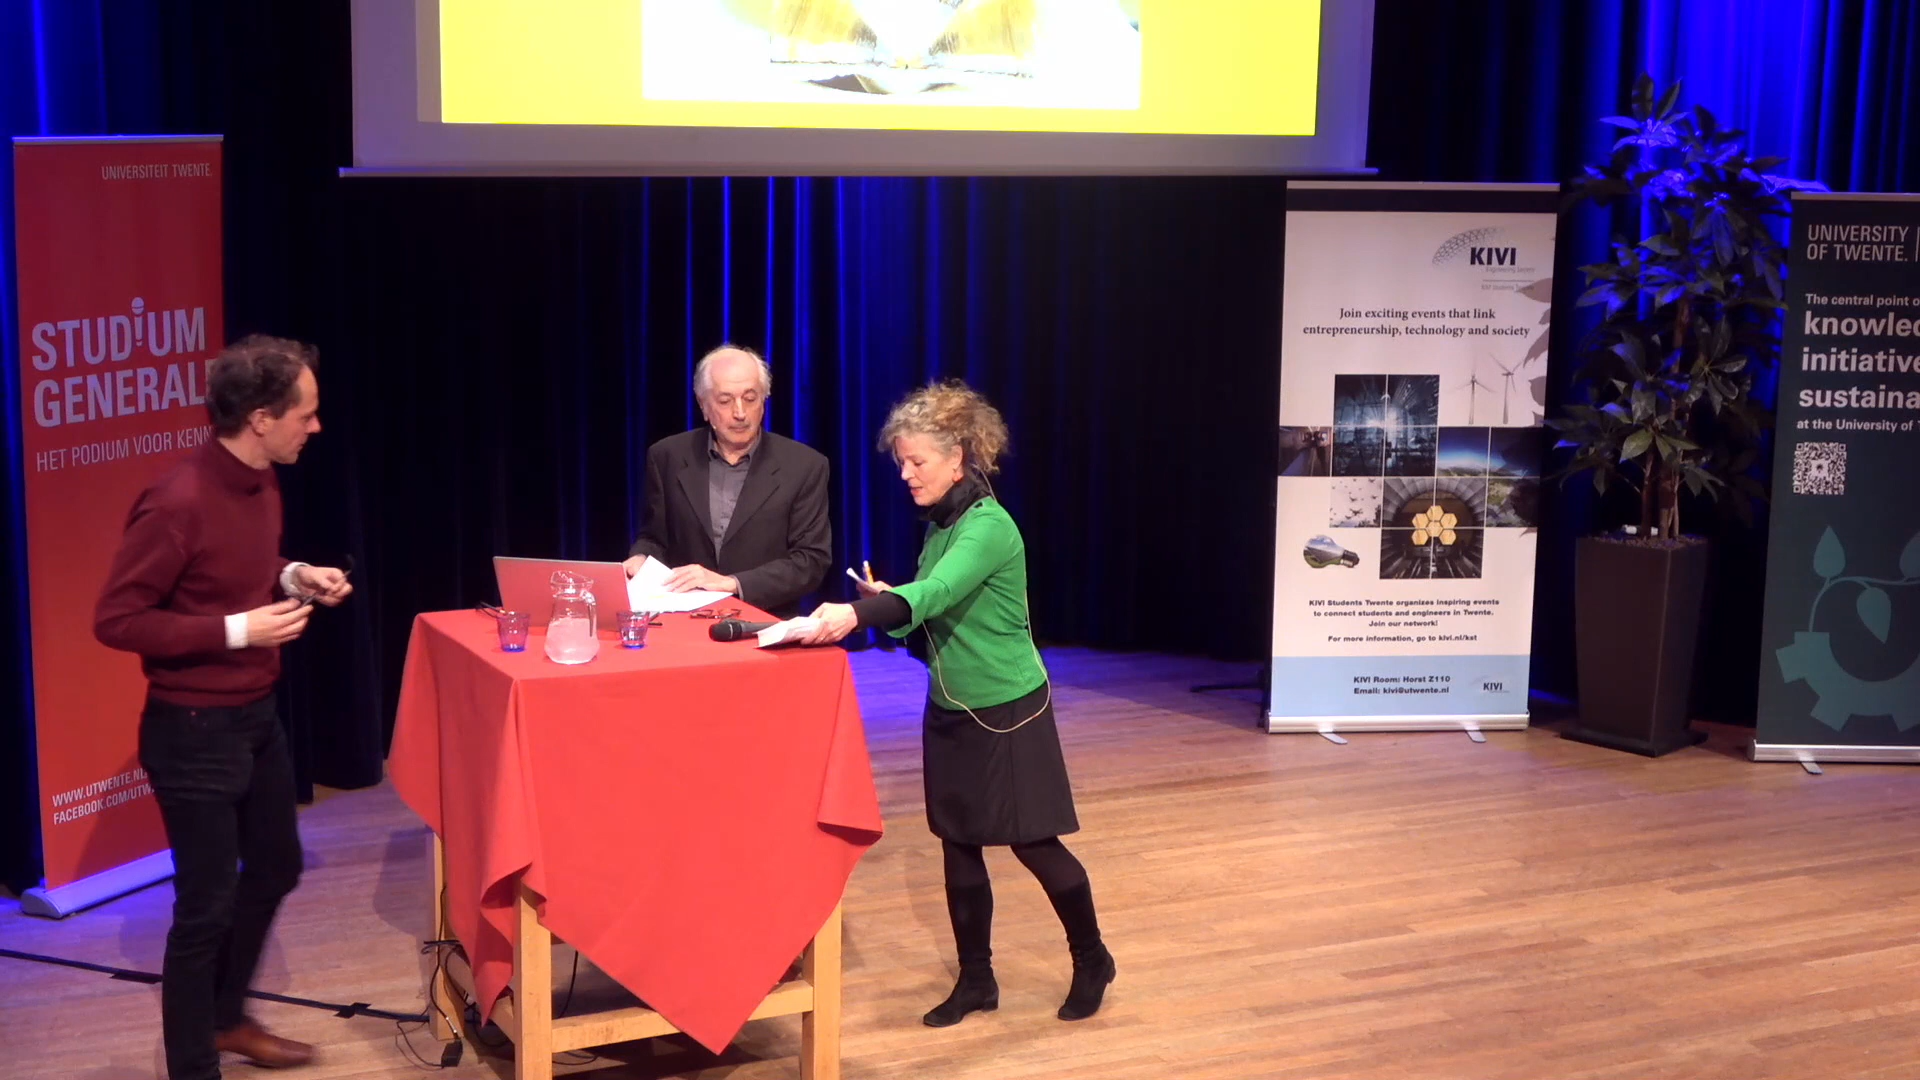 UNIVERSITEIT TWENTE.
STUDIUM
GENERALE
HET PODIUM VOOR KENN
WWW.UTWENTE.NL
FACEBOOK.COM/UTW
KIVI
Engineering Society
Join exciting events that link
entrepreneurship, technology and society
KIVI Students Twente organizes inspiring events
to connect students and engineers in Twente.
Join our network!
For more information, go to kivi.nl/kst
KIVI Room: Horst Z110
Email: kivi@utwente.nl
KIVI
UNIVERSITY
OF TWENTE.
The central point o
knowled
initiative
sustaina
at the University of